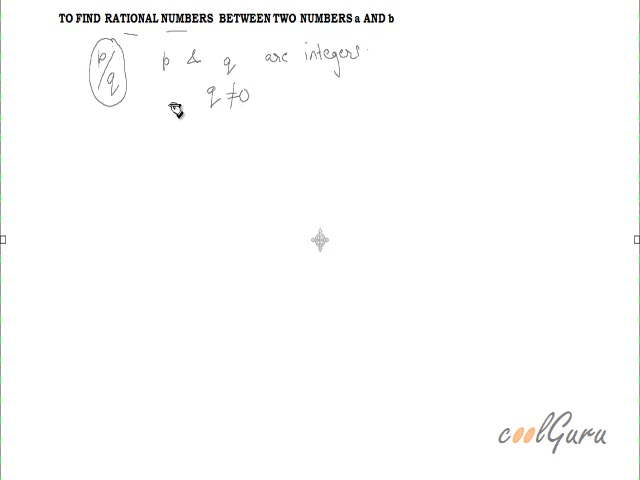 TO FIND RATIONAL NUMBERS BETWEEN TWO NUMBERS a AND b
p/q p & q are integers.
q ≠ 0
coolGuru